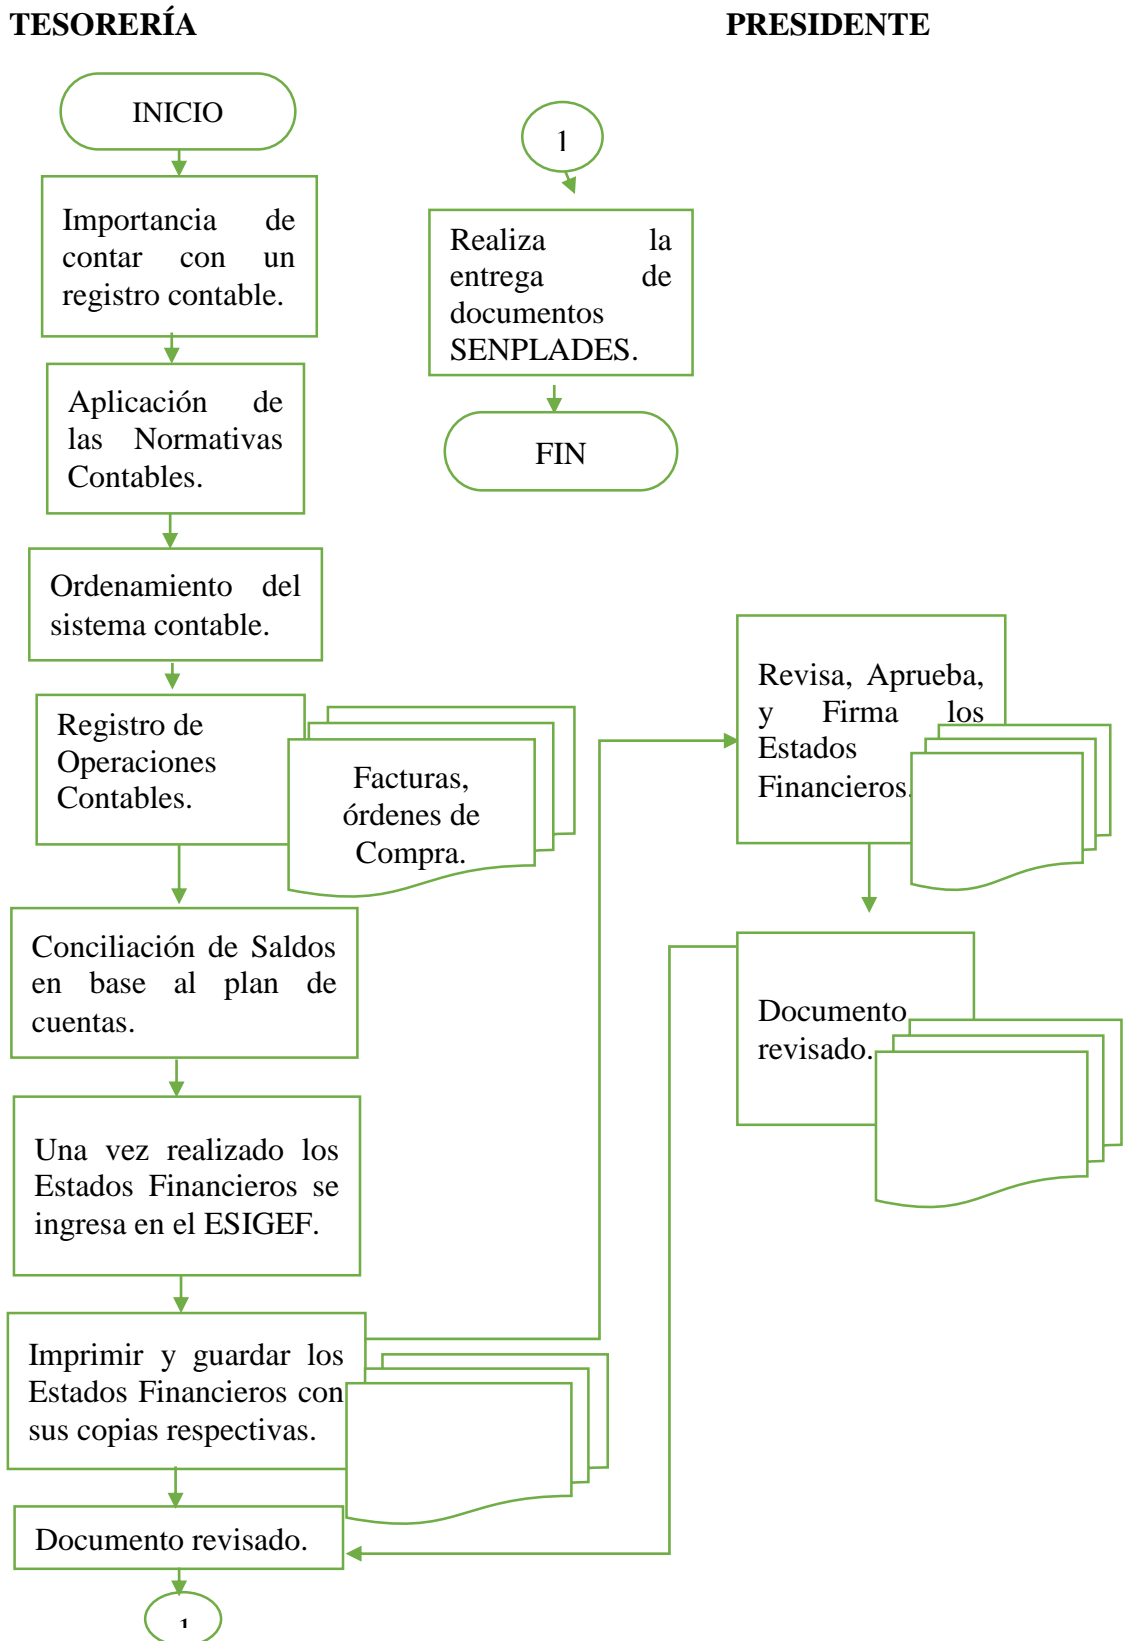 TESORERÍA
PRESIDENTE
INICIO
Importancia de
contar con un
registro contable.
Aplicación de
las Normativas
Contables.
Ordenamiento del
sistema contable.
Registro de
Operaciones
Contables.
Facturas,
órdenes de
Compra.
Conciliación de Saldos
en base al plan de
cuentas.
Una vez realizado los
Estados Financieros se
ingresa en el ESIGEF.
Imprimir y guardar los
Estados Financieros con
sus copias respectivas.
Documento revisado.
1
1
Realiza la
entrega de
documentos
SENPLADES.
FIN
Revisa, Aprueba,
y Firma los
Estados
Financieros.
Documento
revisado.